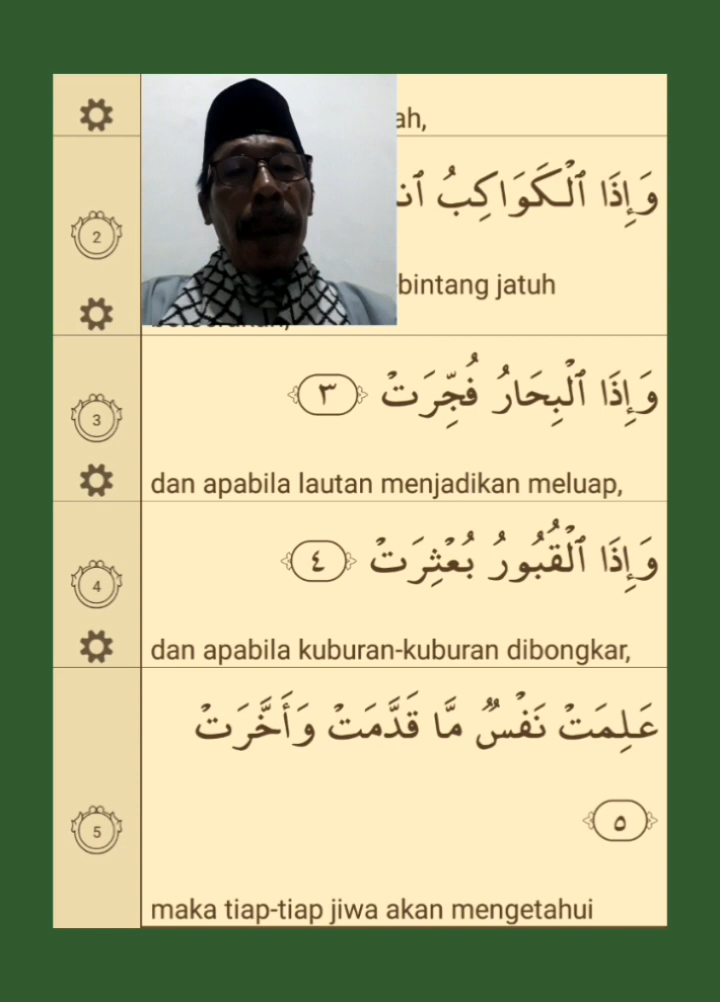 ah,
2
وَإِذَا ٱلْكَوَاكِبُ ٱن
bintang jatuh
3
وَإِذَا ٱلْبِحَارُ فُجِّرَتْ ٣
dan apabila lautan menjadikan meluap,
4
وَإِذَا ٱلْقُبُورُ بُعْثِرَتْ ٤
dan apabila kuburan-kuburan dibongkar,
5
عَلِمَتْ نَفْسٌ مَّا قَدَّمَتْ وَأَخَّرَتْ
٥
maka tiap-tiap jiwa akan mengetahui